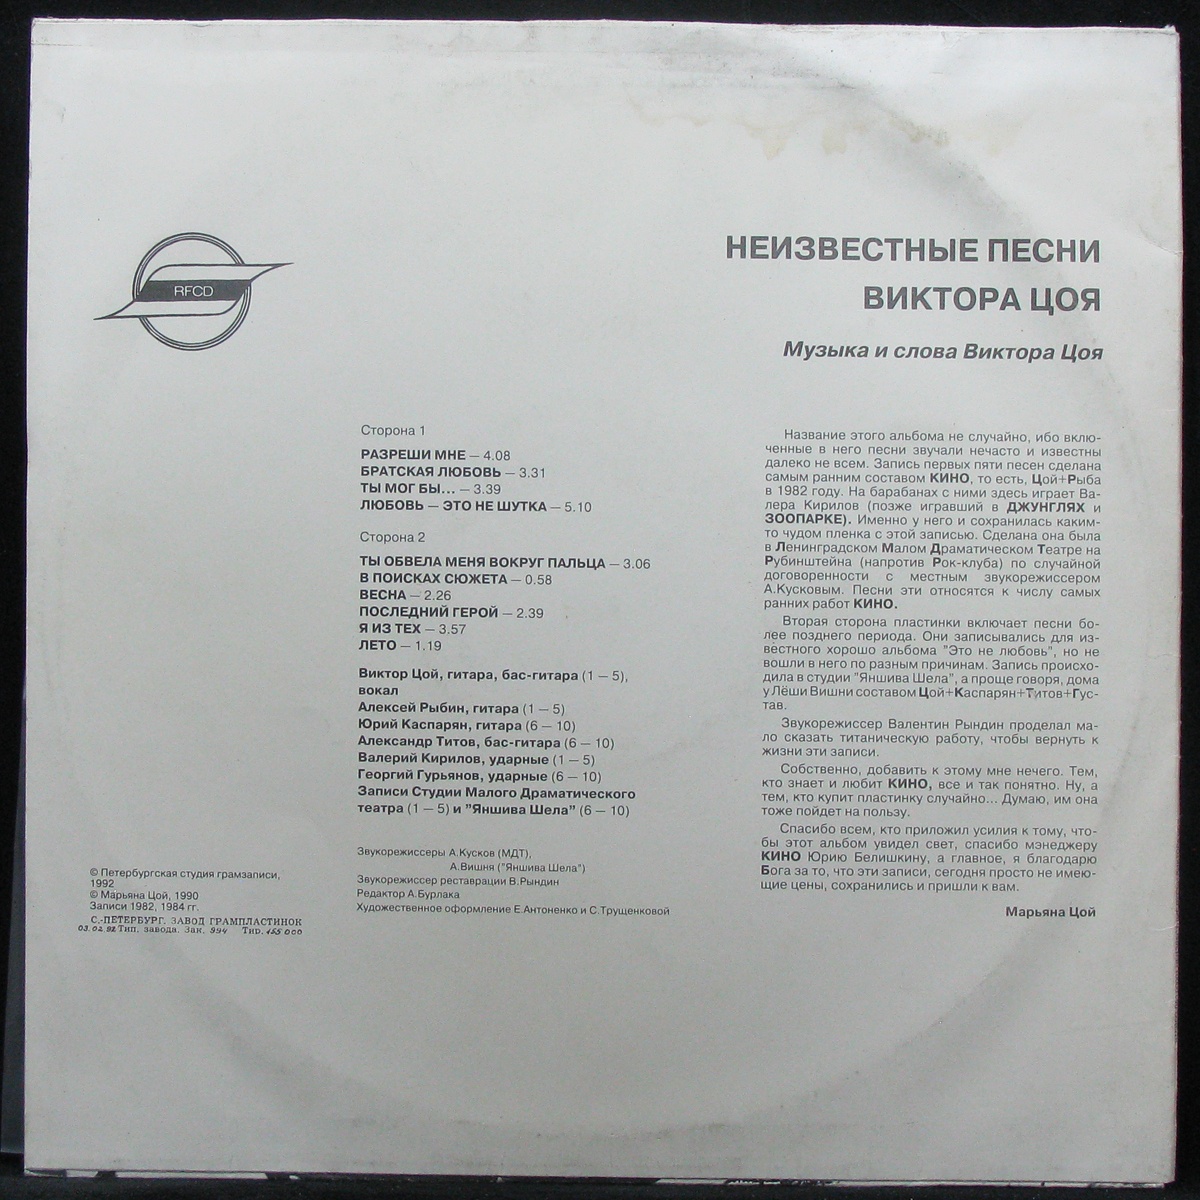 RFCD
НЕИЗВЕСТНЫЕ ПЕСНИ
ВИКТОРА ЦОЯ
Музыка и слова Виктора Цоя
Сторона 1
РАЗРЕШИ МНЕ — 4.08
БРАТСКАЯ ЛЮБОВЬ — 3.31
ТЫ МОГ БЫ... — 3.39
ЛЮБОВЬ — ЭТО НЕ ШУТКА — 5.10
Сторона 2
ТЫ ОБВЕЛА МЕНЯ ВОКРУГ ПАЛЬЦА — 3.06
В ПОИСКАХ СЮЖЕТА — 0.58
ВЕСНА — 2.26
ПОСЛЕДНИЙ ГЕРОЙ — 2.39
Я ИЗ ТЕХ — 3.57
ЛЕТО — 1.19
Виктор Цой, гитара, бас-гитара (1 — 5),
вокал
Алексей Рыбин, гитара (1 — 5)
Юрий Каспарян, гитара (6 — 10)
Александр Титов, бас-гитара (6 — 10)
Валерий Кирилов, ударные (1 — 5)
Георгий Гурьянов, ударные (6 — 10)
Записи Студии Малого Драматического
театра (1 — 5) и "Яншива Шела" (6 — 10)
Звукорежиссеры А.Кусков (МДТ),
А.Вишня ("Яншива Шела")
Звукорежиссер реставрации В.Рындин
Редактор А.Бурлака
Художественное оформление Е.Антоненко и С.Трущенковой
Название этого альбома не случайно, ибо вклю-
ченные в него песни звучали нечасто и известны
далеко не всем. Запись первых пяти песен сделана
самым ранним составом КИНО, то есть, Цой+Рыба
в 1982 году. На барабанах с ними здесь играет Ва-
лера Кирилов (позже игравший в ДЖУНГЛЯХ и
ЗООПАРКЕ). Именно у него и сохранилась каким-
то чудом пленка с этой записью. Сделана она была
в Ленинградском Малом Драматическом Театре на
Рубинштейна (напротив Рок-клуба) по случайной
договоренности с местным звукорежиссером
А.Кусковым. Песни эти относятся к числу самых
ранних работ КИНО.
Вторая сторона пластинки включает песни бо-
лее позднего периода. Они записывались для из-
вестного хорошо альбома "Это не любовь", но не
вошли в него по разным причинам. Запись происхо-
дила в студии "Яншива Шела", а проще говоря, дома
у Лёши Вишни составом Цой+Каспарян+Титов+Гус-
тав.
Звукорежиссер Валентин Рындин проделал ма-
ло сказать титаническую работу, чтобы вернуть к
жизни эти записи.
Собственно, добавить к этому мне нечего. Тем,
кто знает и любит КИНО, все и так понятно. Ну, а
тем, кто купит пластинку случайно... Думаю, им она
тоже пойдет на пользу.
Спасибо всем, кто приложил усилия к тому, что-
бы этот альбом увидел свет, спасибо мэнеджеру
КИНО Юрию Белишкину, а главное, я благодарю
Бога за то, что эти записи, сегодня просто не имею-
щие цены, сохранились и пришли к вам.
Марьяна Цой
© Петербургская студия грамзаписи,
1992
© Марьяна Цой, 1990
Записи 1982, 1984 гг.
С.-ПЕТЕРБУРГ. ЗАВОД ГРАМПЛАСТИНОК
03.02.92 Тип. завода. Зак. 994 Тир. 155000